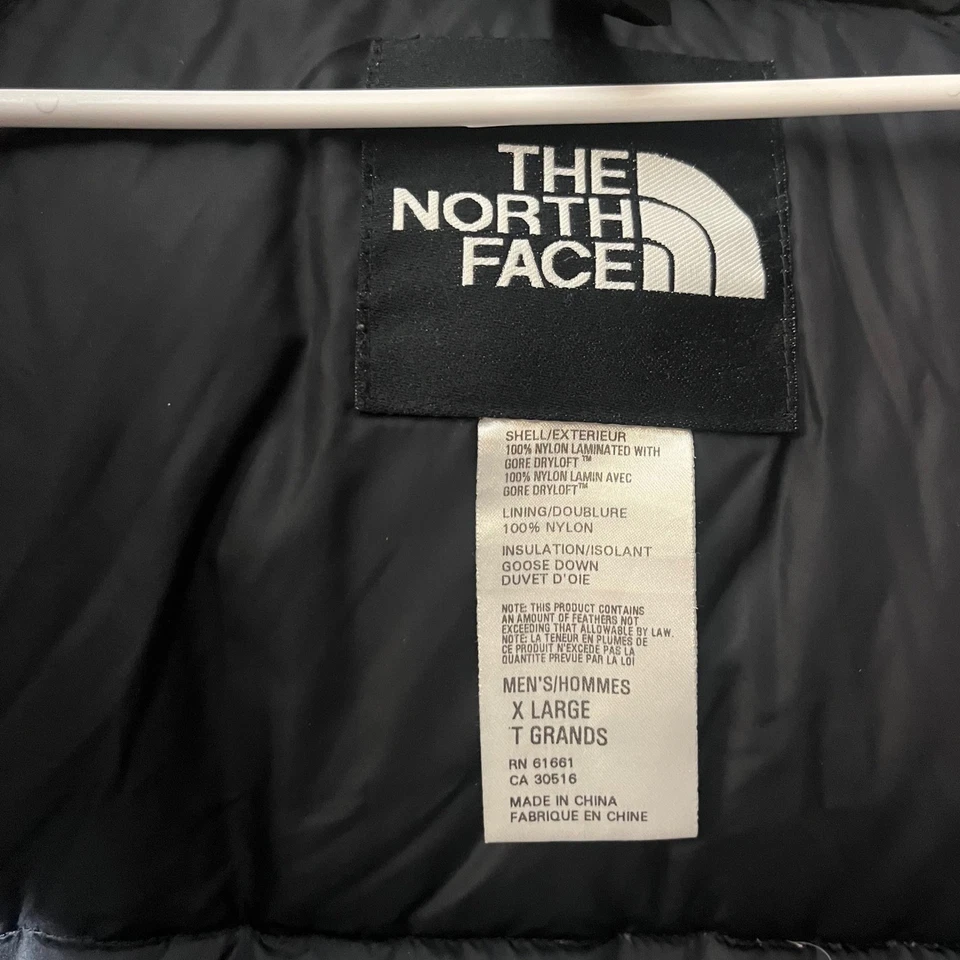 THE
NORTH
FACE
SHELL/EXTERIEUR
100% NYLON LAMINATED WITH
GORE DRYLOFT™
100% NYLON LAMIN AVEC
GORE DRYLOFT™
LINING/DOUBLURE
100% NYLON
INSULATION/ISOLANT
GOOSE DOWN
DUVET D'OIE
NOTE: THIS PRODUCT CONTAINS
AN AMOUNT OF FEATHERS NOT
EXCEEDING THAT ALLOWABLE BY LAW.
NOTE: LA TENEUR EN PLUMES DE
CE PRODUIT N'EXCEDE PAS LA
QUANTITE PREVUE PAR LA LOI
MEN'S/HOMMES
X LARGE
T GRANDS
RN 61661
CA 30516
MADE IN CHINA
FABRIQUE EN CHINE